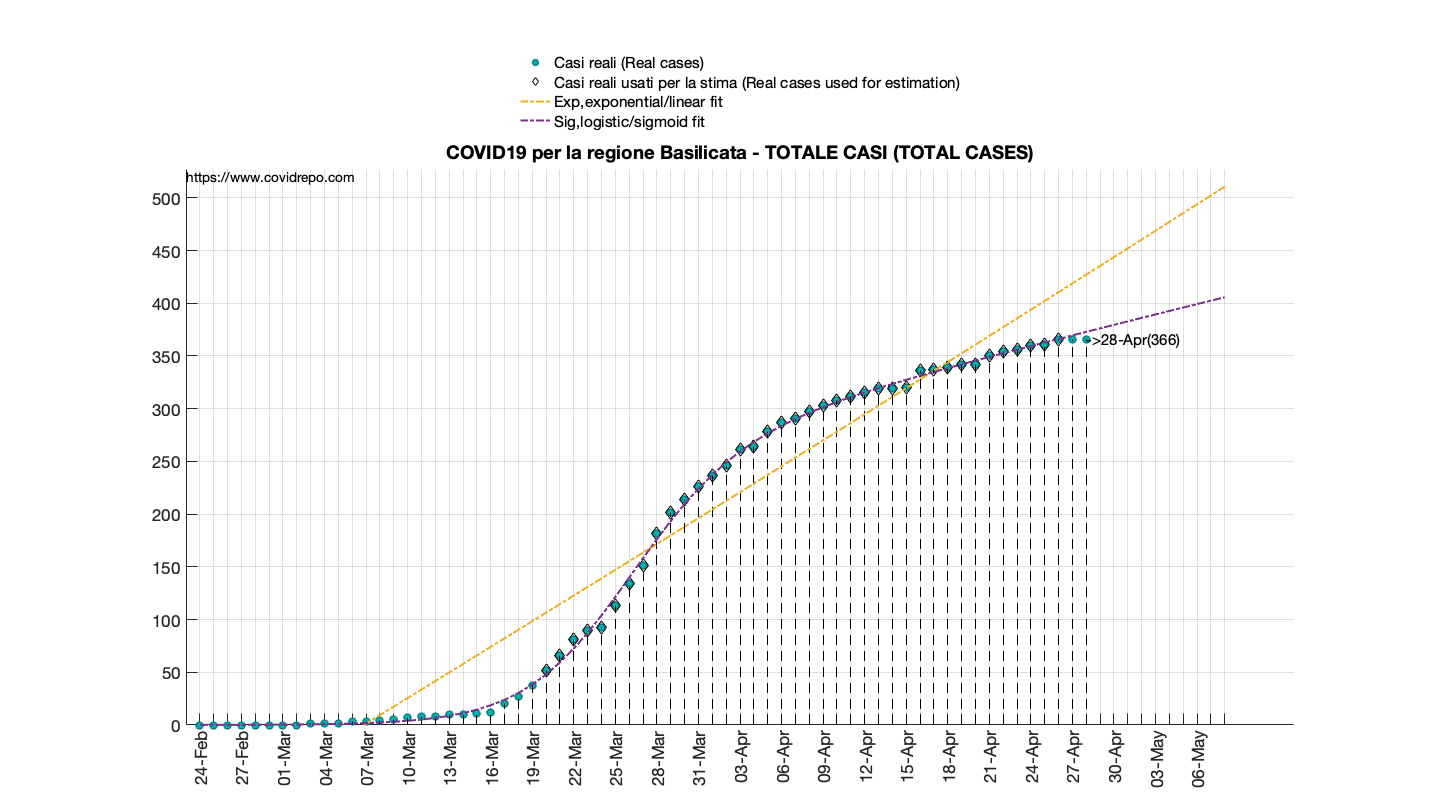 Casi reali (Real cases)
Casi reali usati per la stima (Real cases used for estimation)
Exp,exponential/linear fit
Sig,logistic/sigmoid fit
COVID19 per la regione Basilicata - TOTALE CASI (TOTAL CASES)
https://www.covidrepo.com
500
450
400
350
300
250
200
150
100
50
0
->28-Apr(366)
24-Feb
27-Feb
01-Mar
04-Mar
07-Mar
10-Mar
13-Mar
16-Mar
19-Mar
22-Mar
25-Mar
28-Mar
31-Mar
03-Apr
06-Apr
09-Apr
12-Apr
15-Apr
18-Apr
21-Apr
24-Apr
27-Apr
30-Apr
03-May
06-May